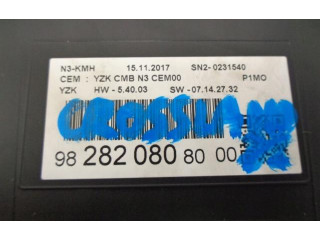 N3-KMH 15.11.2017 SN2- 0231540
CEM : YZK CMB N3 CEM00 P1MO
YZK HW - 5.40.03 SW - 07.14.27.32
98 282 080 80 00